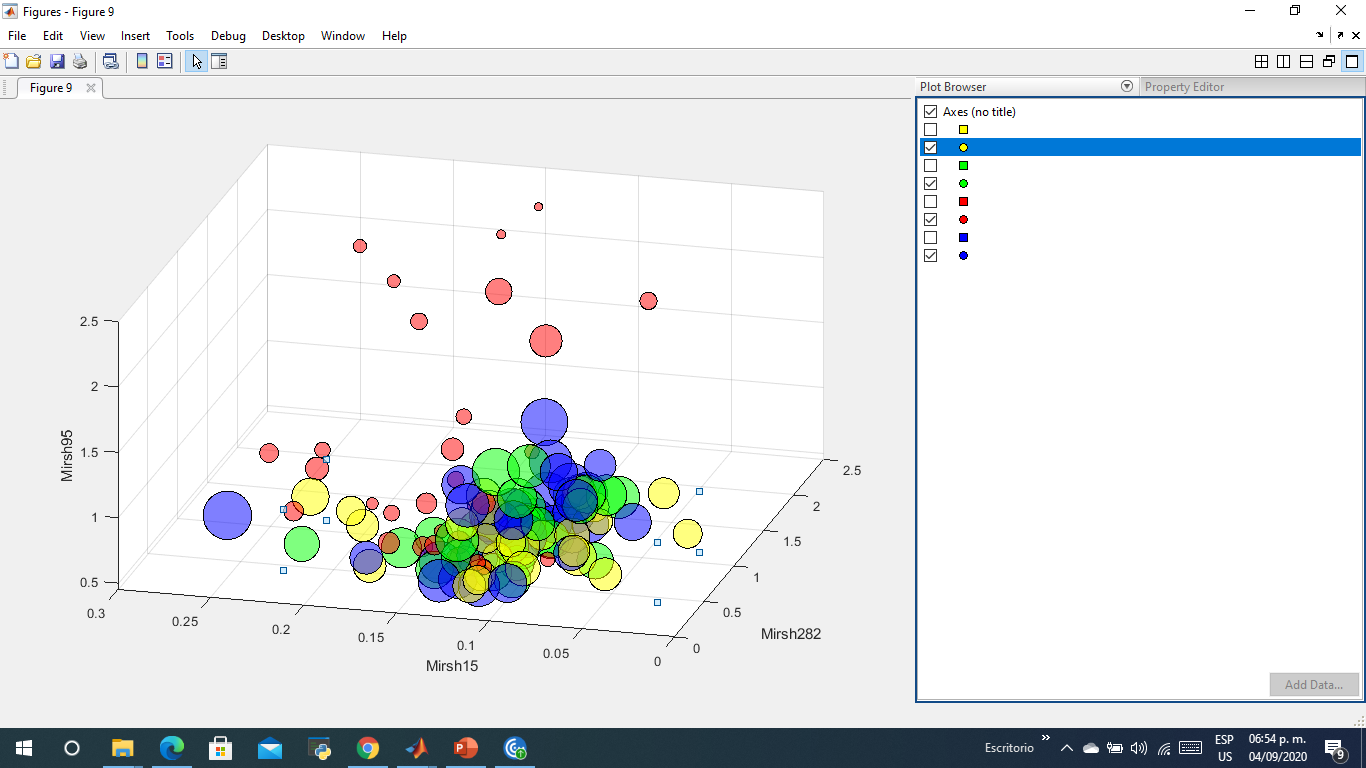 Figures - Figure 9
File Edit View Insert Tools Debug Desktop Window Help
Figure 9
Plot Browser
Property Editor
Axes (no title)
2.5
2
1.5
1
0.5
Mirsh95
0.3
0.25
0.2
0.15
0.1
0.05
0
Mirsh15
0
0.5
1
1.5
2
2.5
Mirsh282
Add Data...
Escritorio
ESP
US
06:54 p. m.
04/09/2020
9